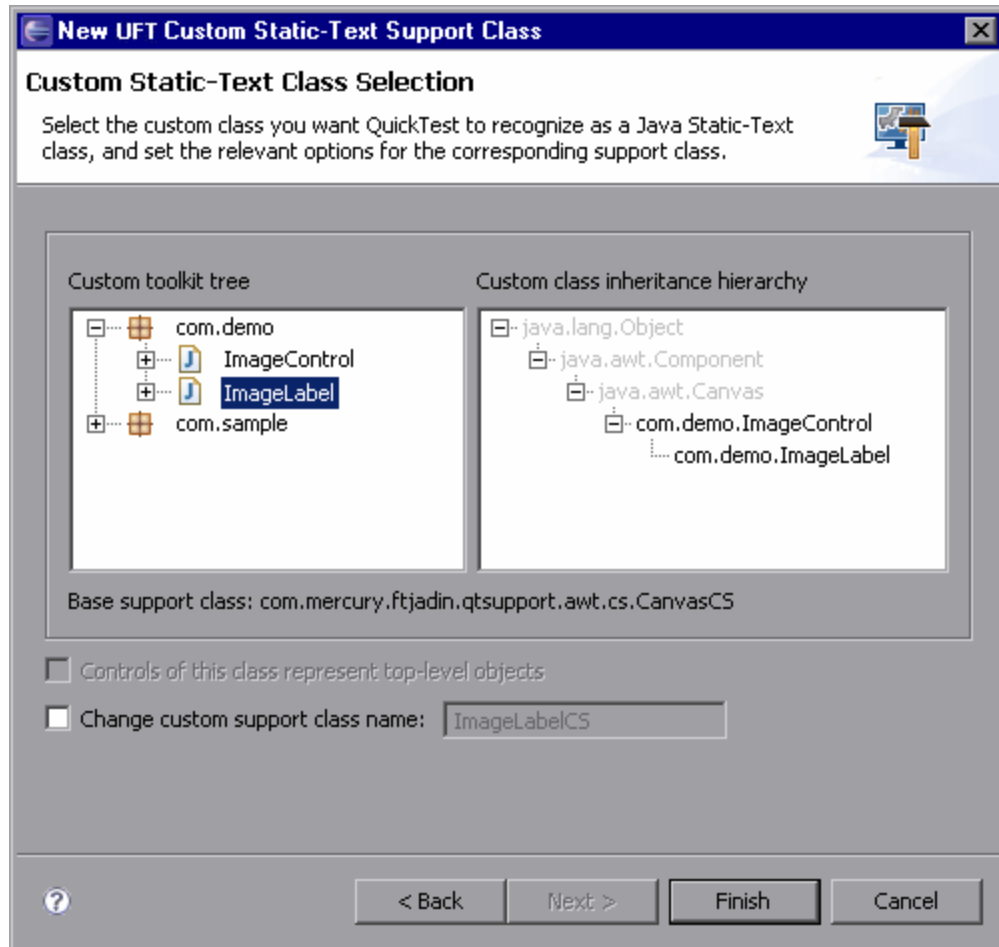 New UFT Custom Static-Text Support Class
Custom Static-Text Class Selection
Select the custom class you want QuickTest to recognize as a Java Static-Text
class, and set the relevant options for the corresponding support class.
Custom toolkit tree
com.demo
ImageControl
ImageLabel
com.sample
Custom class inheritance hierarchy
java.lang.Object
java.awt.Component
java.awt.Canvas
com.demo.ImageControl
com.demo.ImageLabel
Base support class: com.mercury.ftjadin.qtsupport.awt.cs.CanvasCS
Controls of this class represent top-level objects
Change custom support class name: ImageLabelCS
< Back Next > Finish Cancel